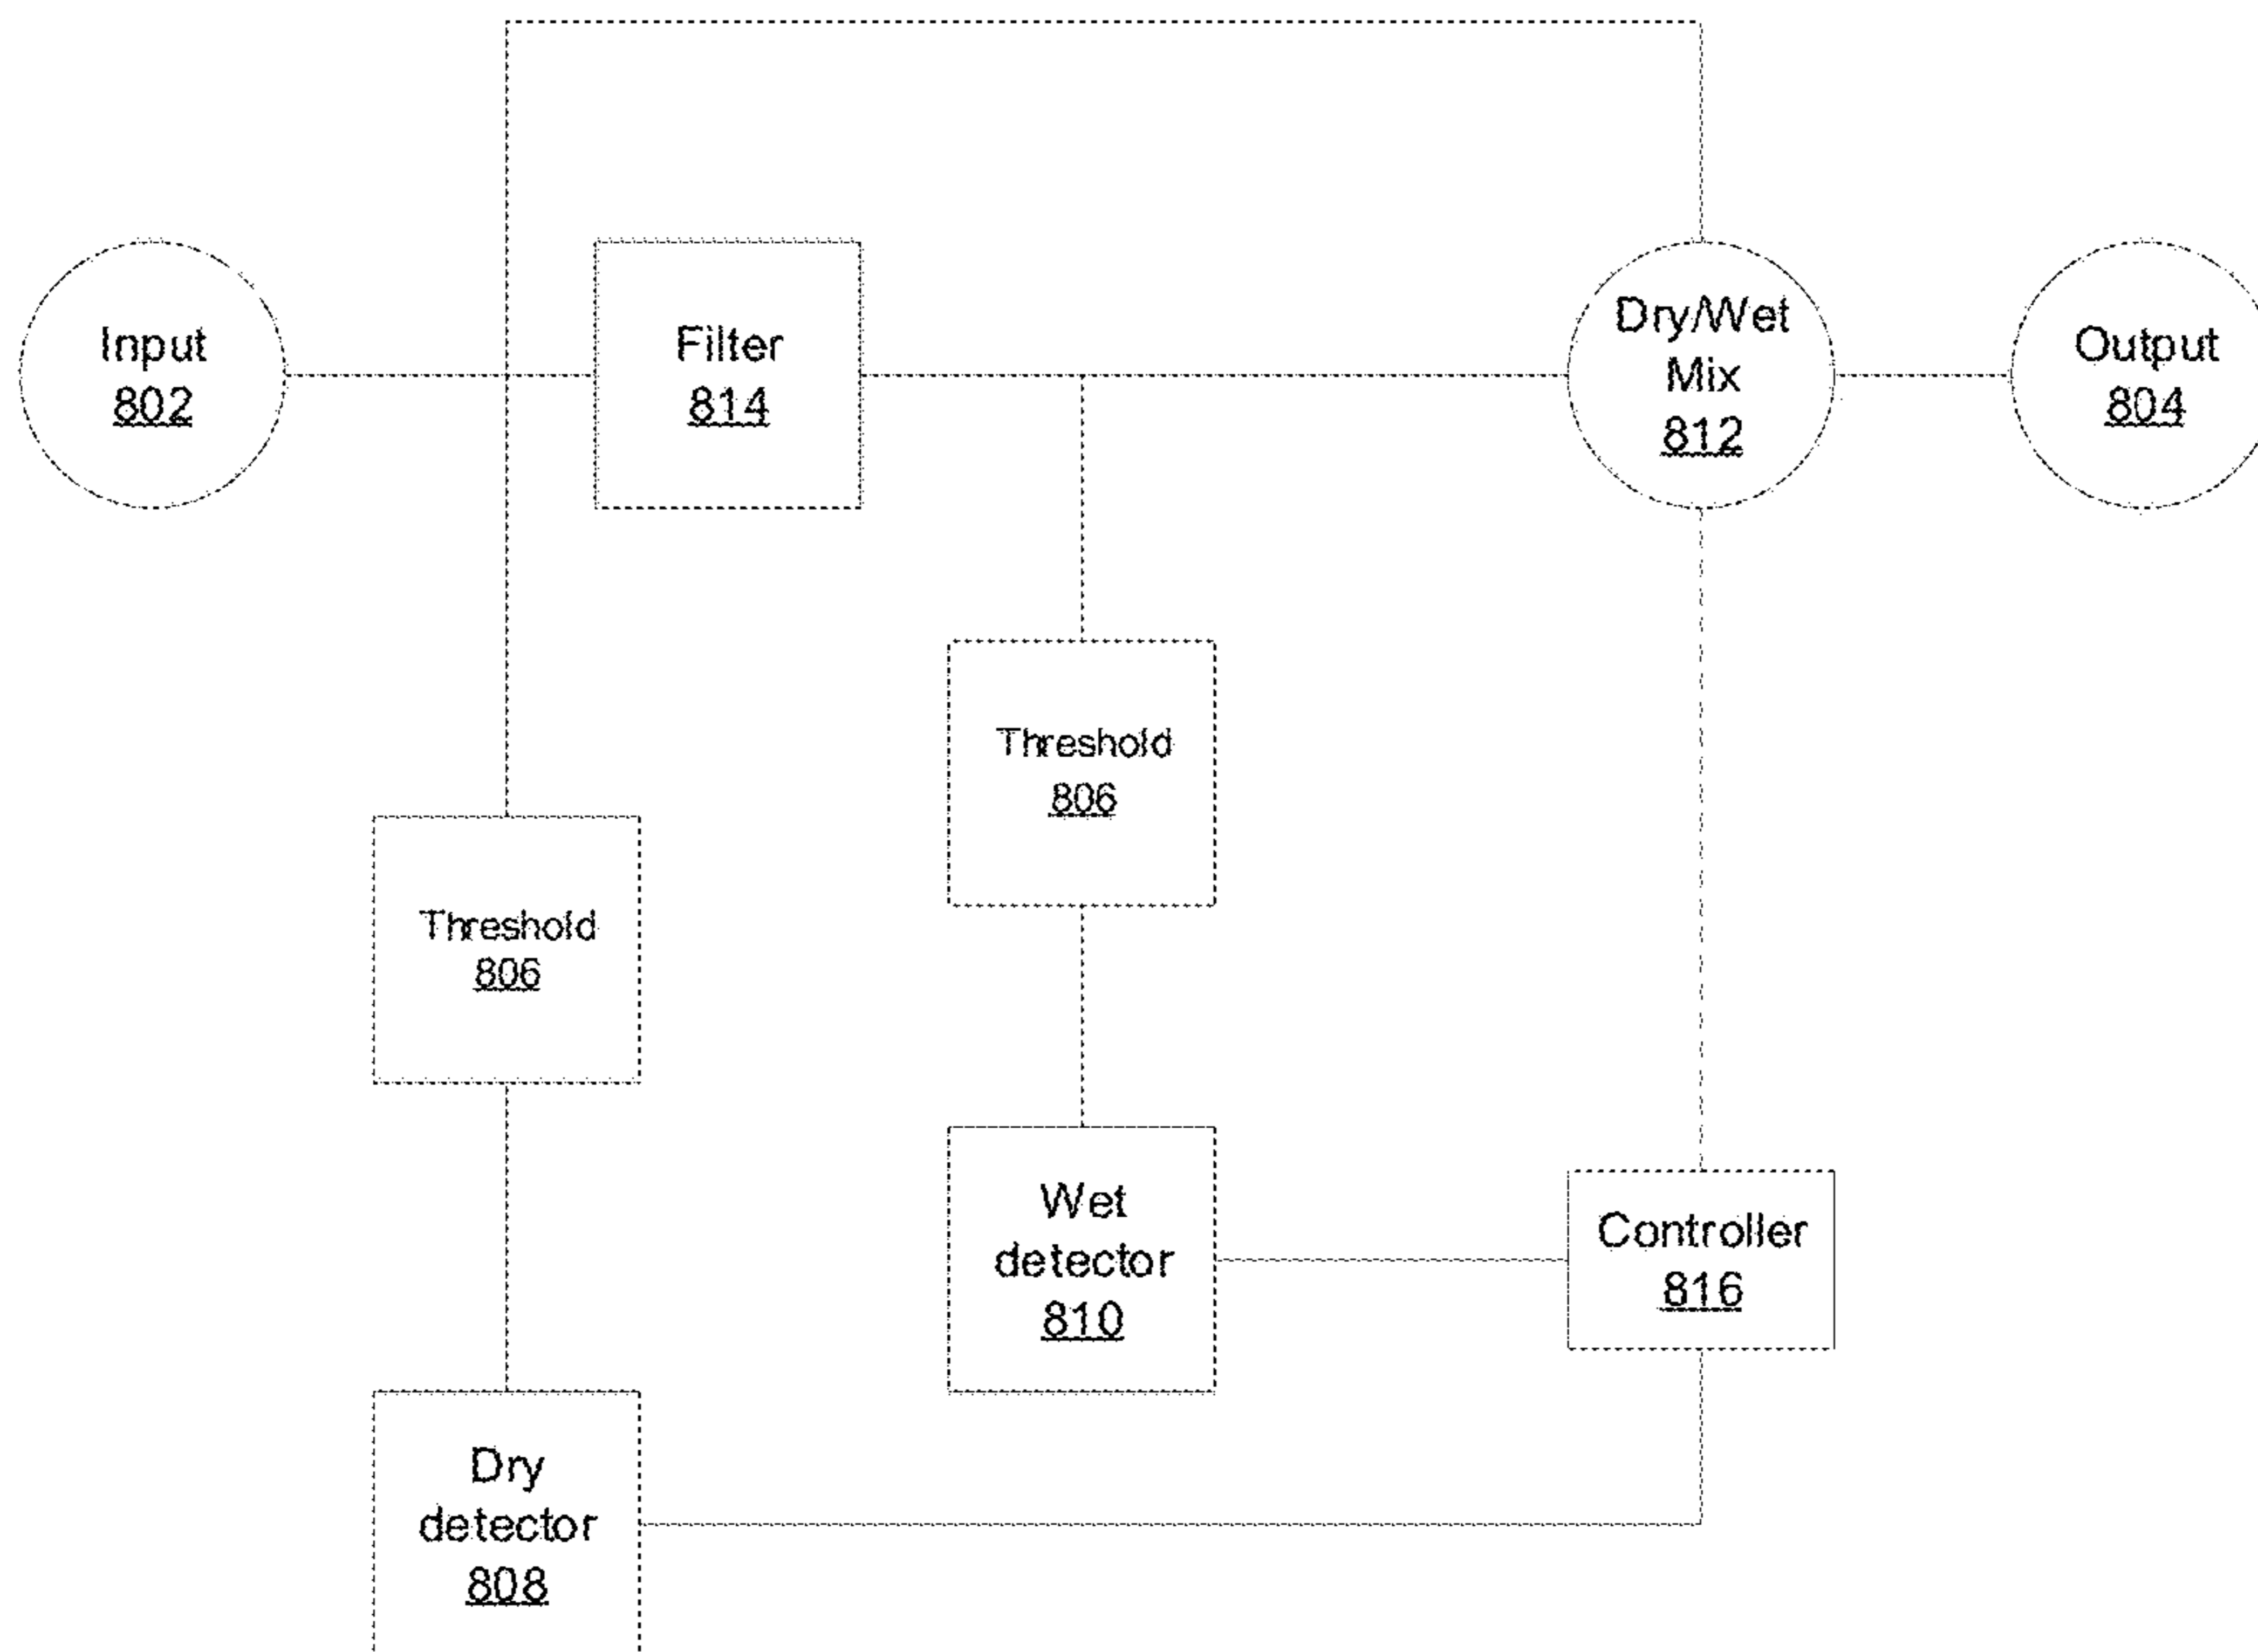 Input
802
Filter
814
Dry/Wet
Mix
812
Output
804
Threshold
806
Threshold
806
Wet
detector
810
Controller
816
Dry
detector
808